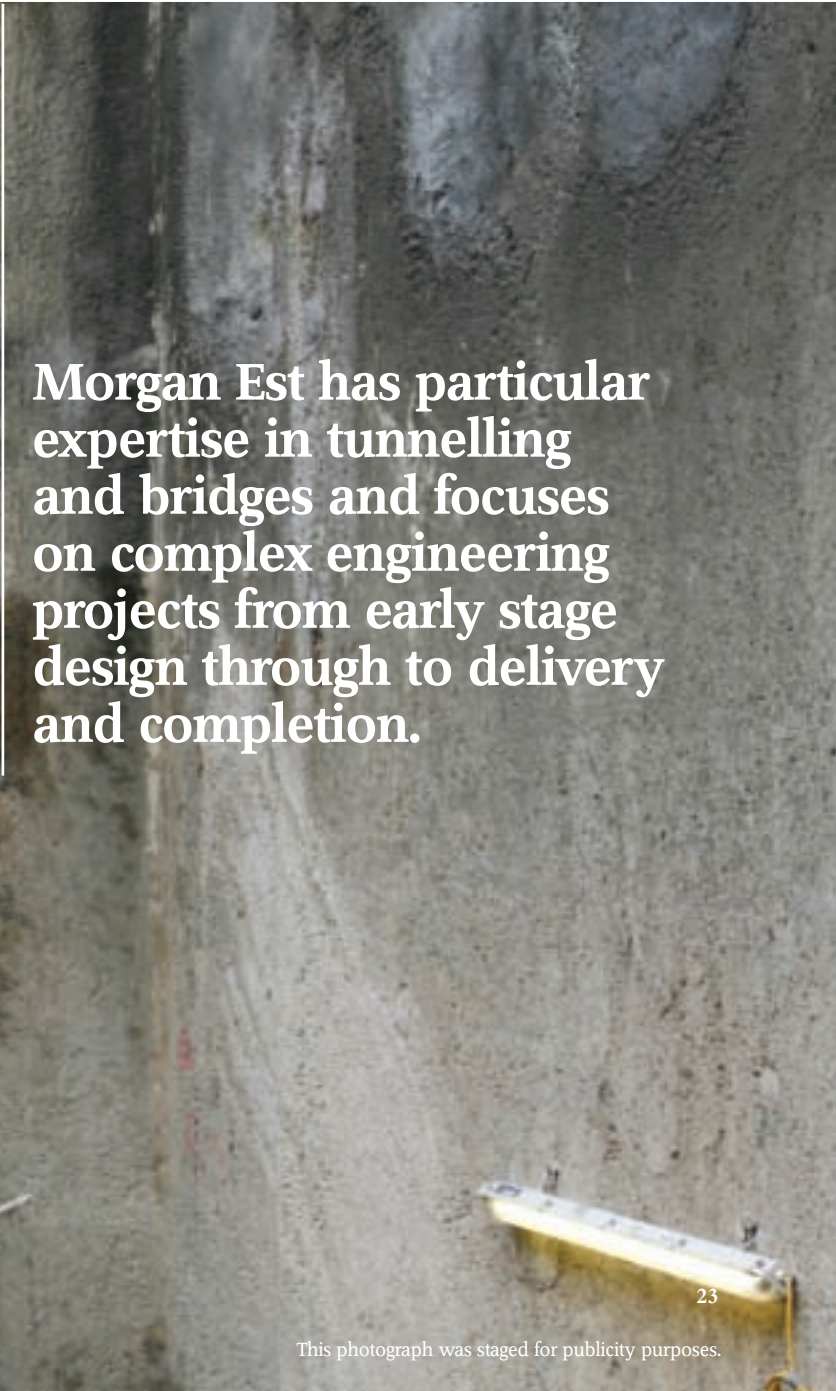 Morgan Est has particular
expertise in tunnelling
and bridges and focuses
on complex engineering
projects from early stage
design through to delivery
and completion.
23
This photograph was staged for publicity purposes.